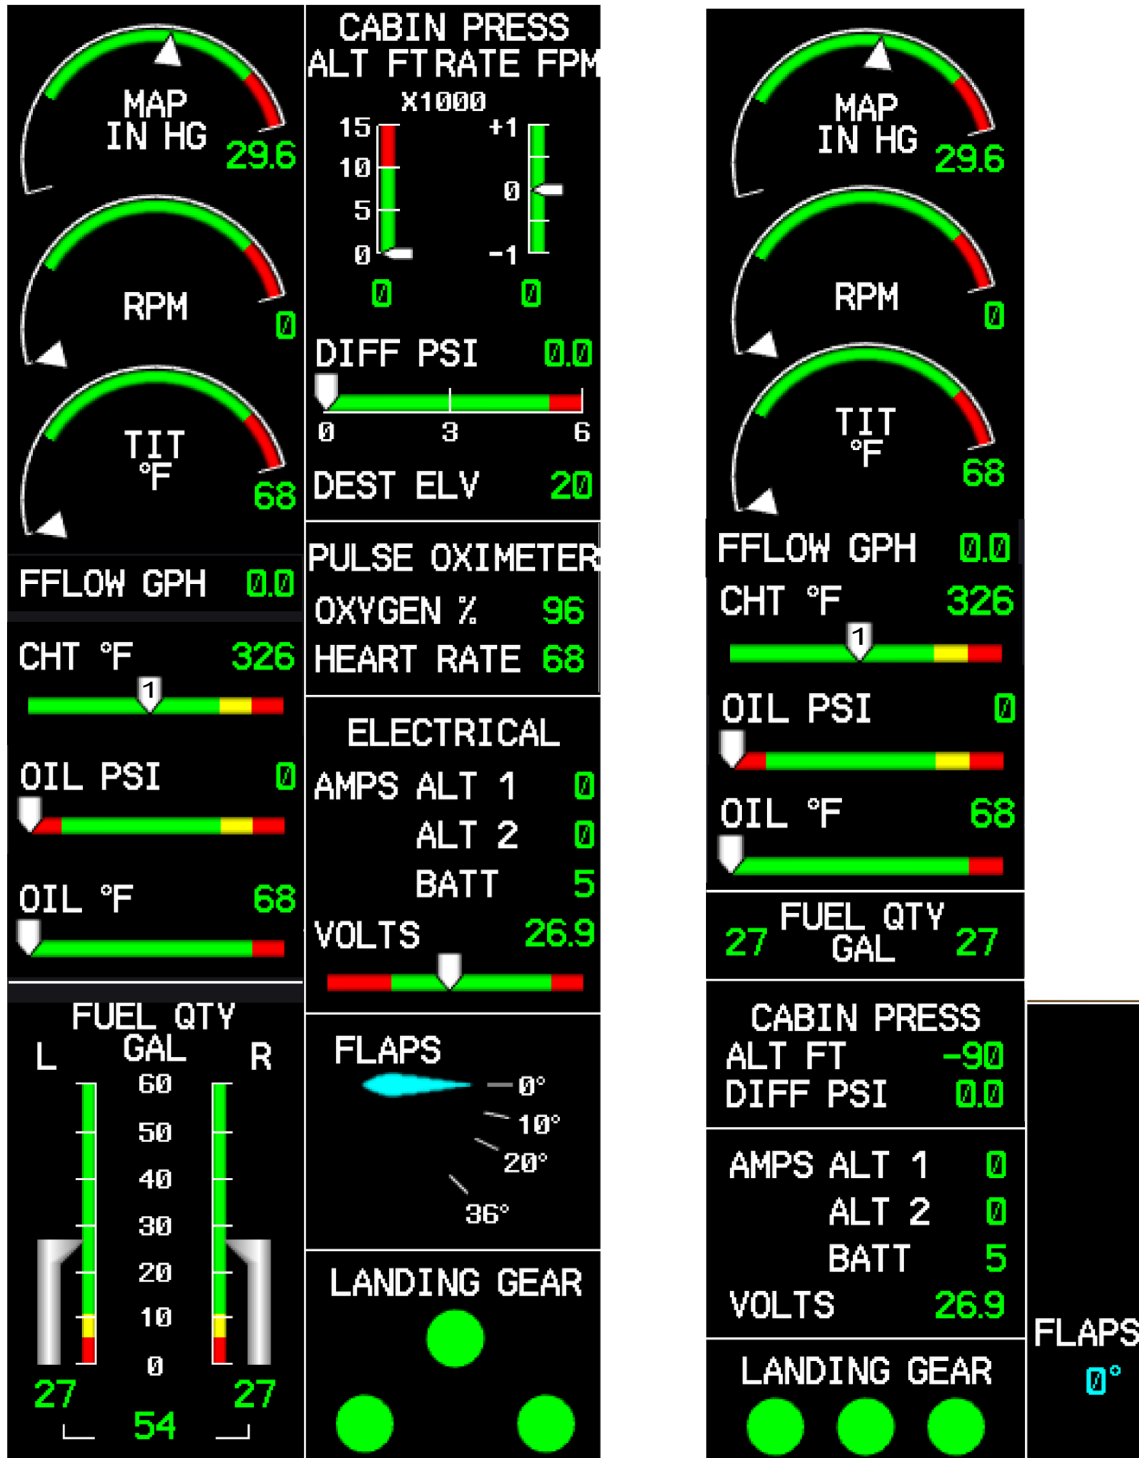 MAP
IN HG
29.6
RPM
0
TIT
°F
68
FFLOW GPH 0.0
CHT °F 326
1
OIL PSI 0
OIL °F 68
FUEL QTY
L GAL R
60
50
40
30
20
10
0
27 27
54
CABIN PRESS
ALT FT RATE FPM
X1000
15 +1
10
0
5
0 -1
0 0
DIFF PSI 0.0
0 3 6
DEST ELV 20
PULSE OXIMETER
OXYGEN % 96
HEART RATE 68
ELECTRICAL
AMPS ALT 1 0
ALT 2 0
BATT 5
VOLTS 26.9
FLAPS
0°
10°
20°
36°
LANDING GEAR
MAP
IN HG
29.6
RPM
0
TIT
°F
68
FFLOW GPH 0.0
CHT °F 326
1
OIL PSI 0
OIL °F 68
FUEL QTY
27 GAL 27
CABIN PRESS
ALT FT -90
DIFF PSI 0.0
AMPS ALT 1 0
ALT 2 0
BATT 5
VOLTS 26.9
LANDING GEAR
FLAPS
0°